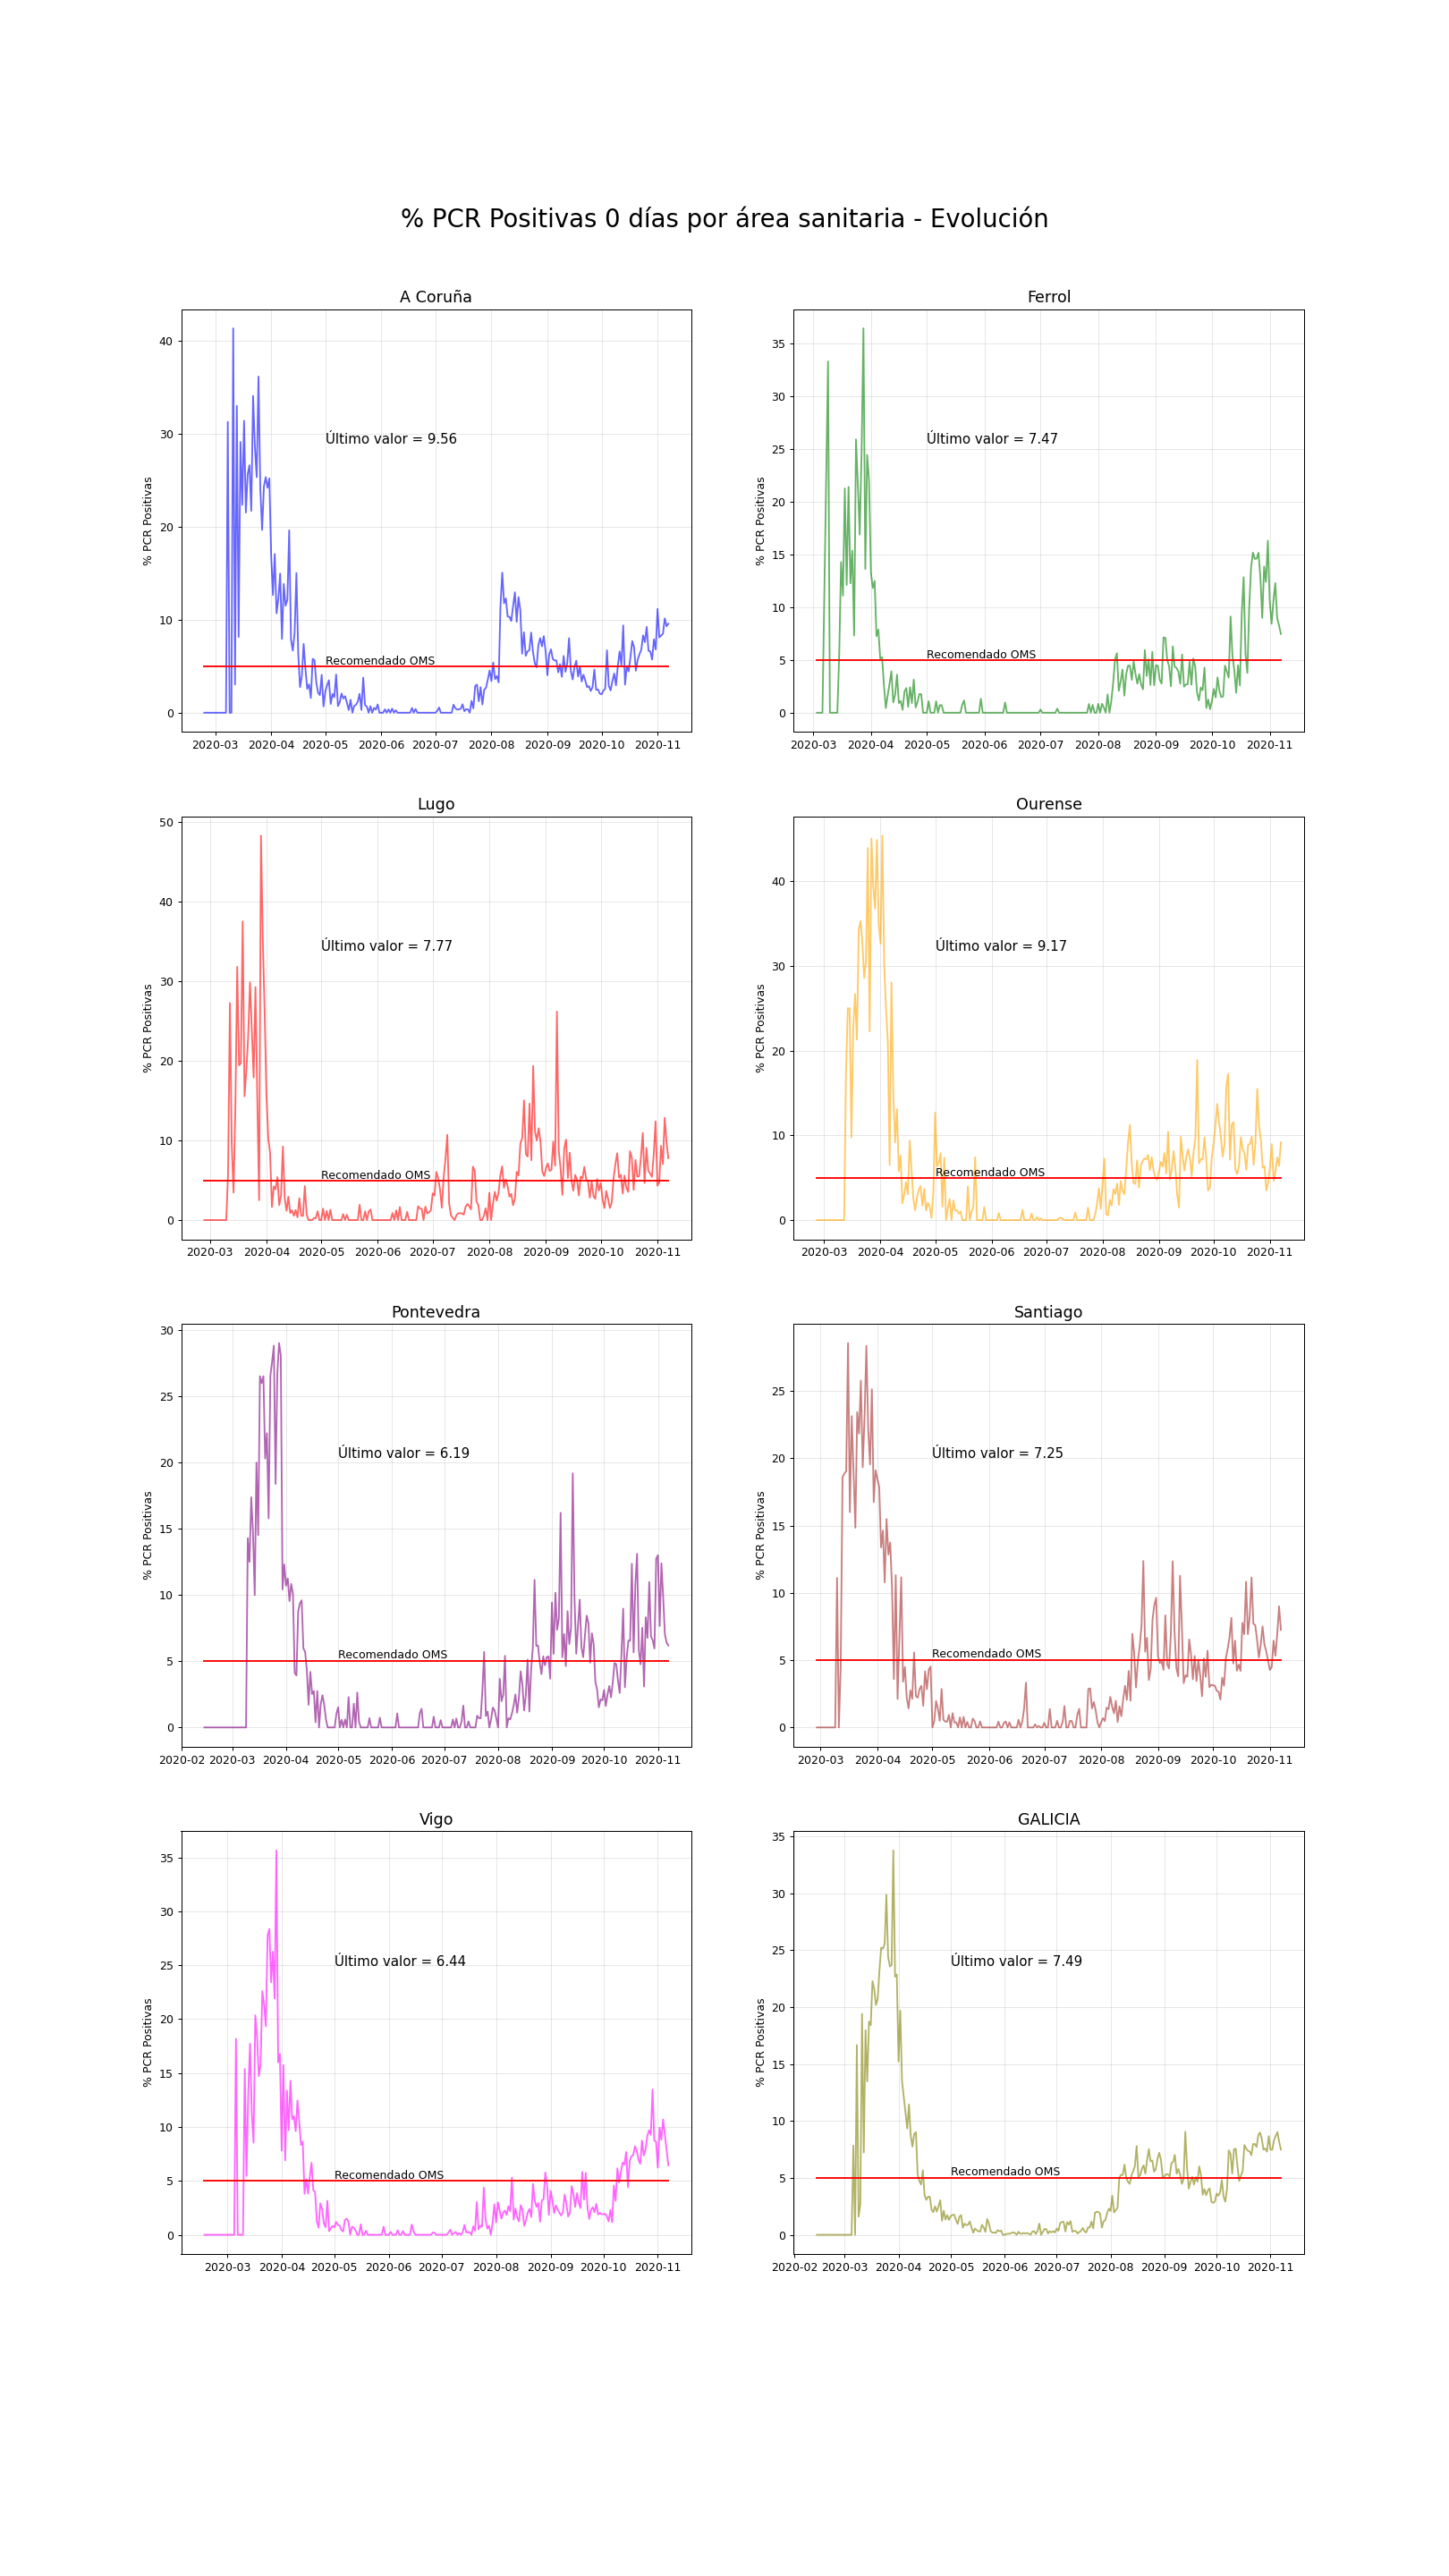 % PCR Positivas 0 días por área sanitaria - Evolución
A Coruña
% PCR Positivas
40
30
20
10
0
Último valor = 9.56
Recomendado OMS
2020-03 2020-04 2020-05 2020-06 2020-07 2020-08 2020-09 2020-10 2020-11
Ferrol
% PCR Positivas
35
30
25
20
15
10
5
0
Último valor = 7.47
Recomendado OMS
2020-03 2020-04 2020-05 2020-06 2020-07 2020-08 2020-09 2020-10 2020-11
Lugo
% PCR Positivas
50
40
30
20
10
0
Último valor = 7.77
Recomendado OMS
2020-03 2020-04 2020-05 2020-06 2020-07 2020-08 2020-09 2020-10 2020-11
Ourense
% PCR Positivas
40
30
20
10
0
Último valor = 9.17
Recomendado OMS
2020-03 2020-04 2020-05 2020-06 2020-07 2020-08 2020-09 2020-10 2020-11
Pontevedra
% PCR Positivas
30
25
20
15
10
5
0
Último valor = 6.19
Recomendado OMS
2020-02 2020-03 2020-04 2020-05 2020-06 2020-07 2020-08 2020-09 2020-10 2020-11
Santiago
% PCR Positivas
25
20
15
10
5
0
Último valor = 7.25
Recomendado OMS
2020-03 2020-04 2020-05 2020-06 2020-07 2020-08 2020-09 2020-10 2020-11
Vigo
% PCR Positivas
35
30
25
20
15
10
5
0
Último valor = 6.44
Recomendado OMS
2020-03 2020-04 2020-05 2020-06 2020-07 2020-08 2020-09 2020-10 2020-11
GALICIA
% PCR Positivas
35
30
25
20
15
10
5
0
Último valor = 7.49
Recomendado OMS
2020-02 2020-03 2020-04 2020-05 2020-06 2020-07 2020-08 2020-09 2020-10 2020-11